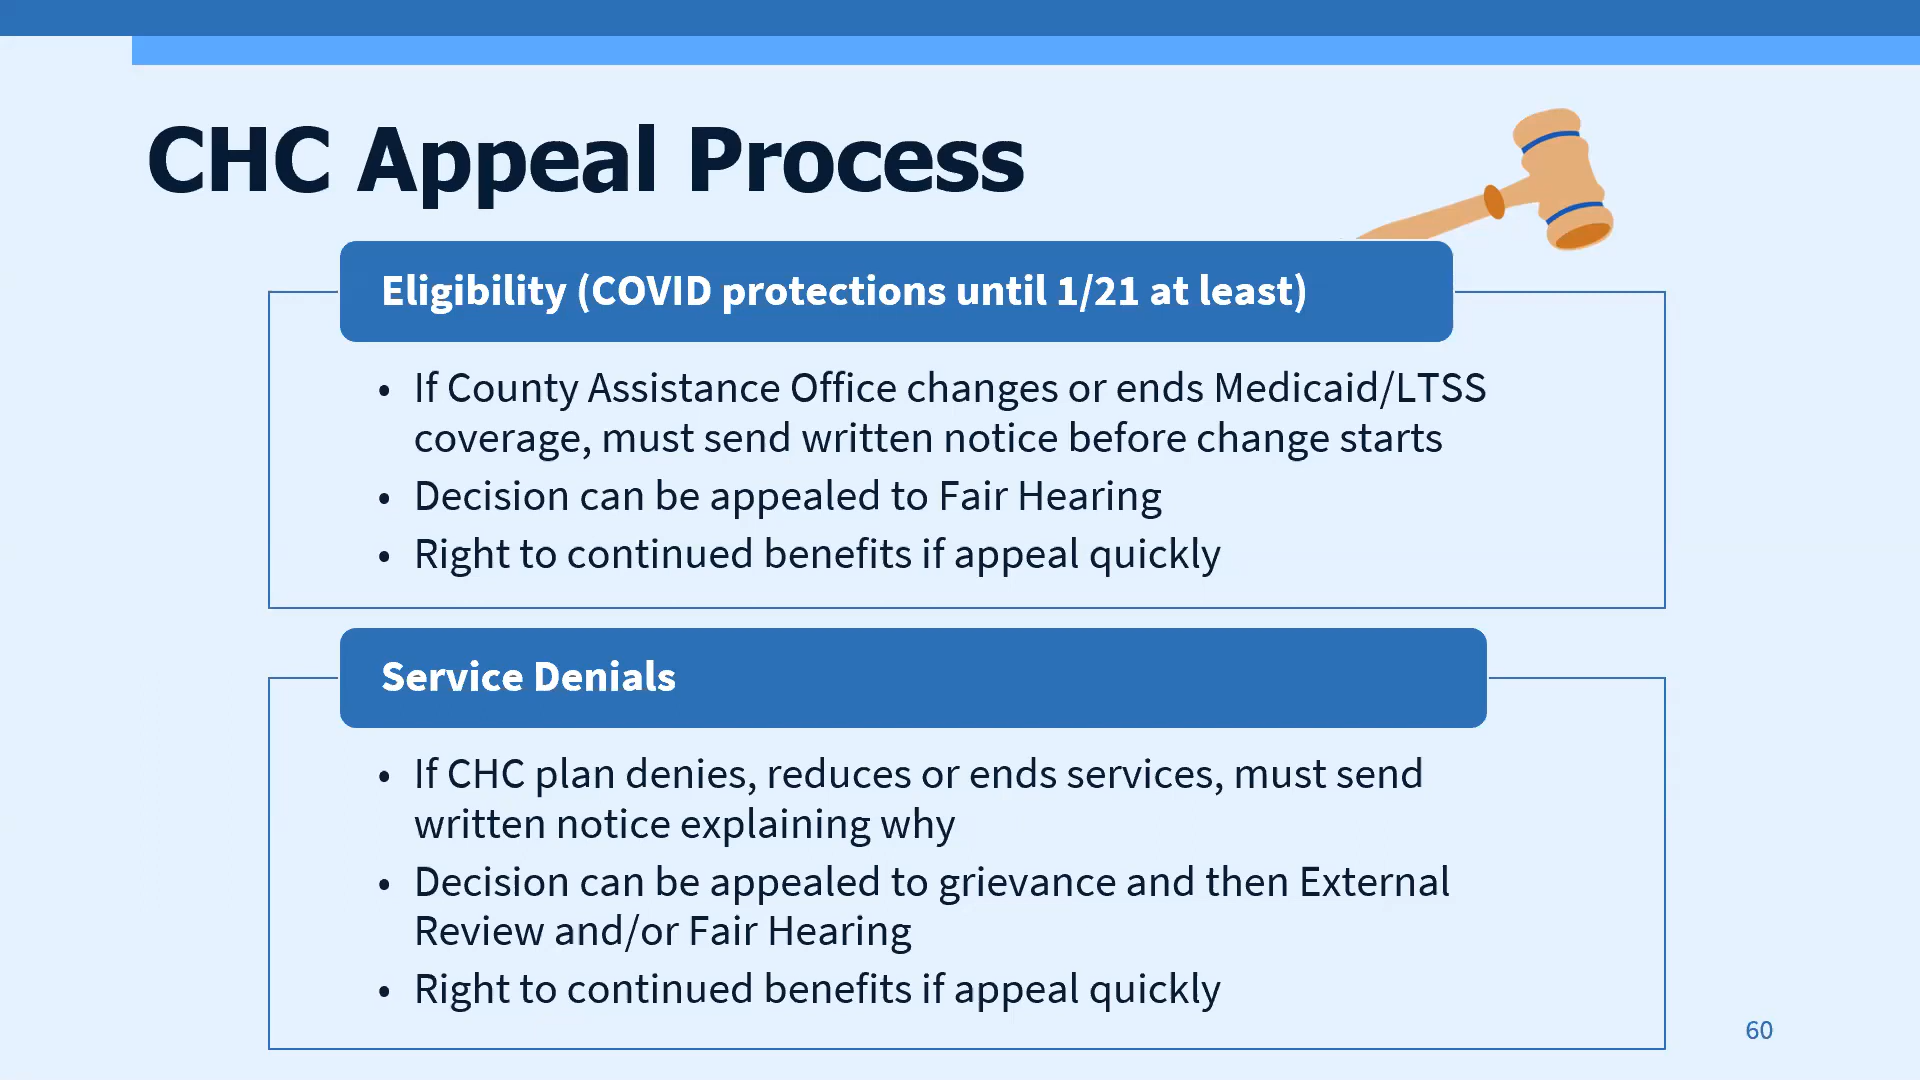 CHC Appeal Process
Eligibility (COVID protections until 1/21 at least)
• If County Assistance Office changes or ends Medicaid/LTSS
coverage, must send written notice before change starts
• Decision can be appealed to Fair Hearing
• Right to continued benefits if appeal quickly
Service Denials
• If CHC plan denies, reduces or ends services, must send
written notice explaining why
• Decision can be appealed to grievance and then External
Review and/or Fair Hearing
• Right to continued benefits if appeal quickly
60